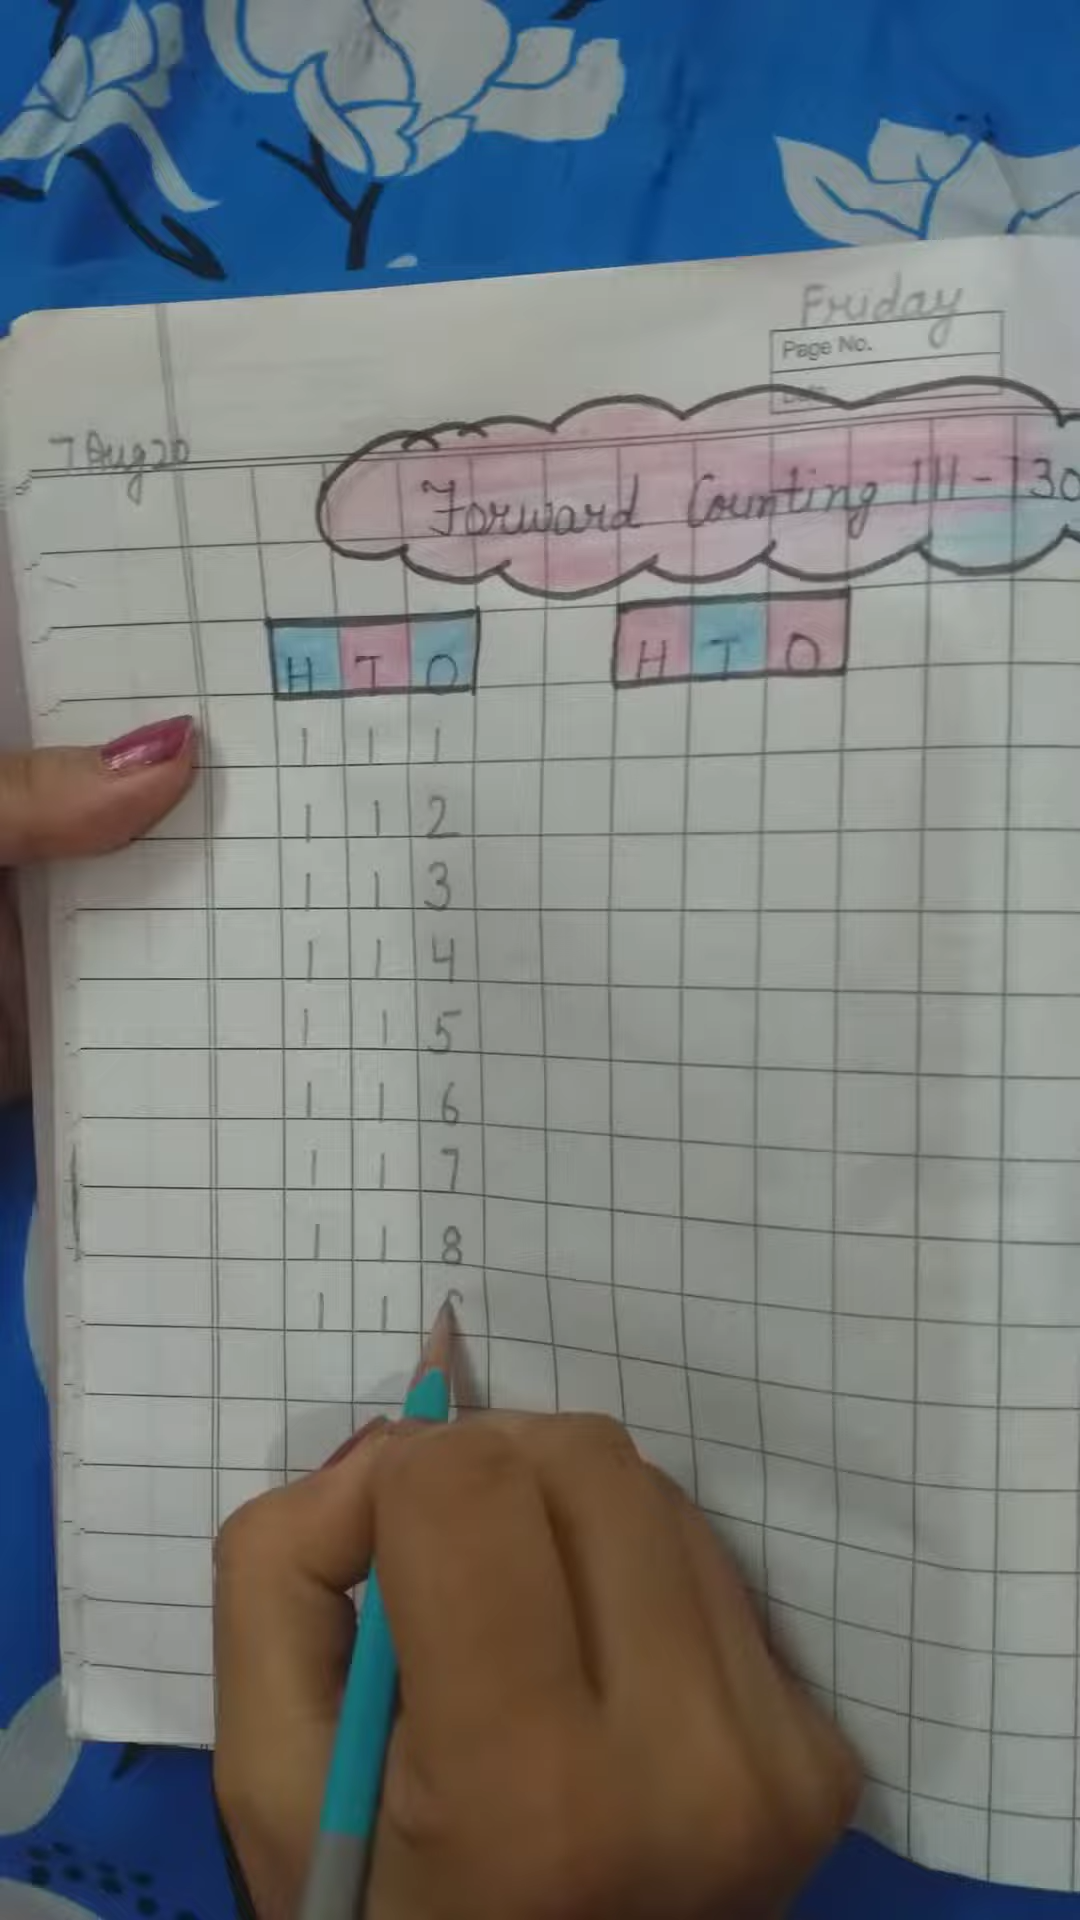 Friday
Page No.
7 Aug 20
Forward Counting 111-130
H T O H T O
1 1 1
1 1 2
1 1 3
1 1 4
1 1 5
1 1 6
1 1 7
1 1 8
1 1